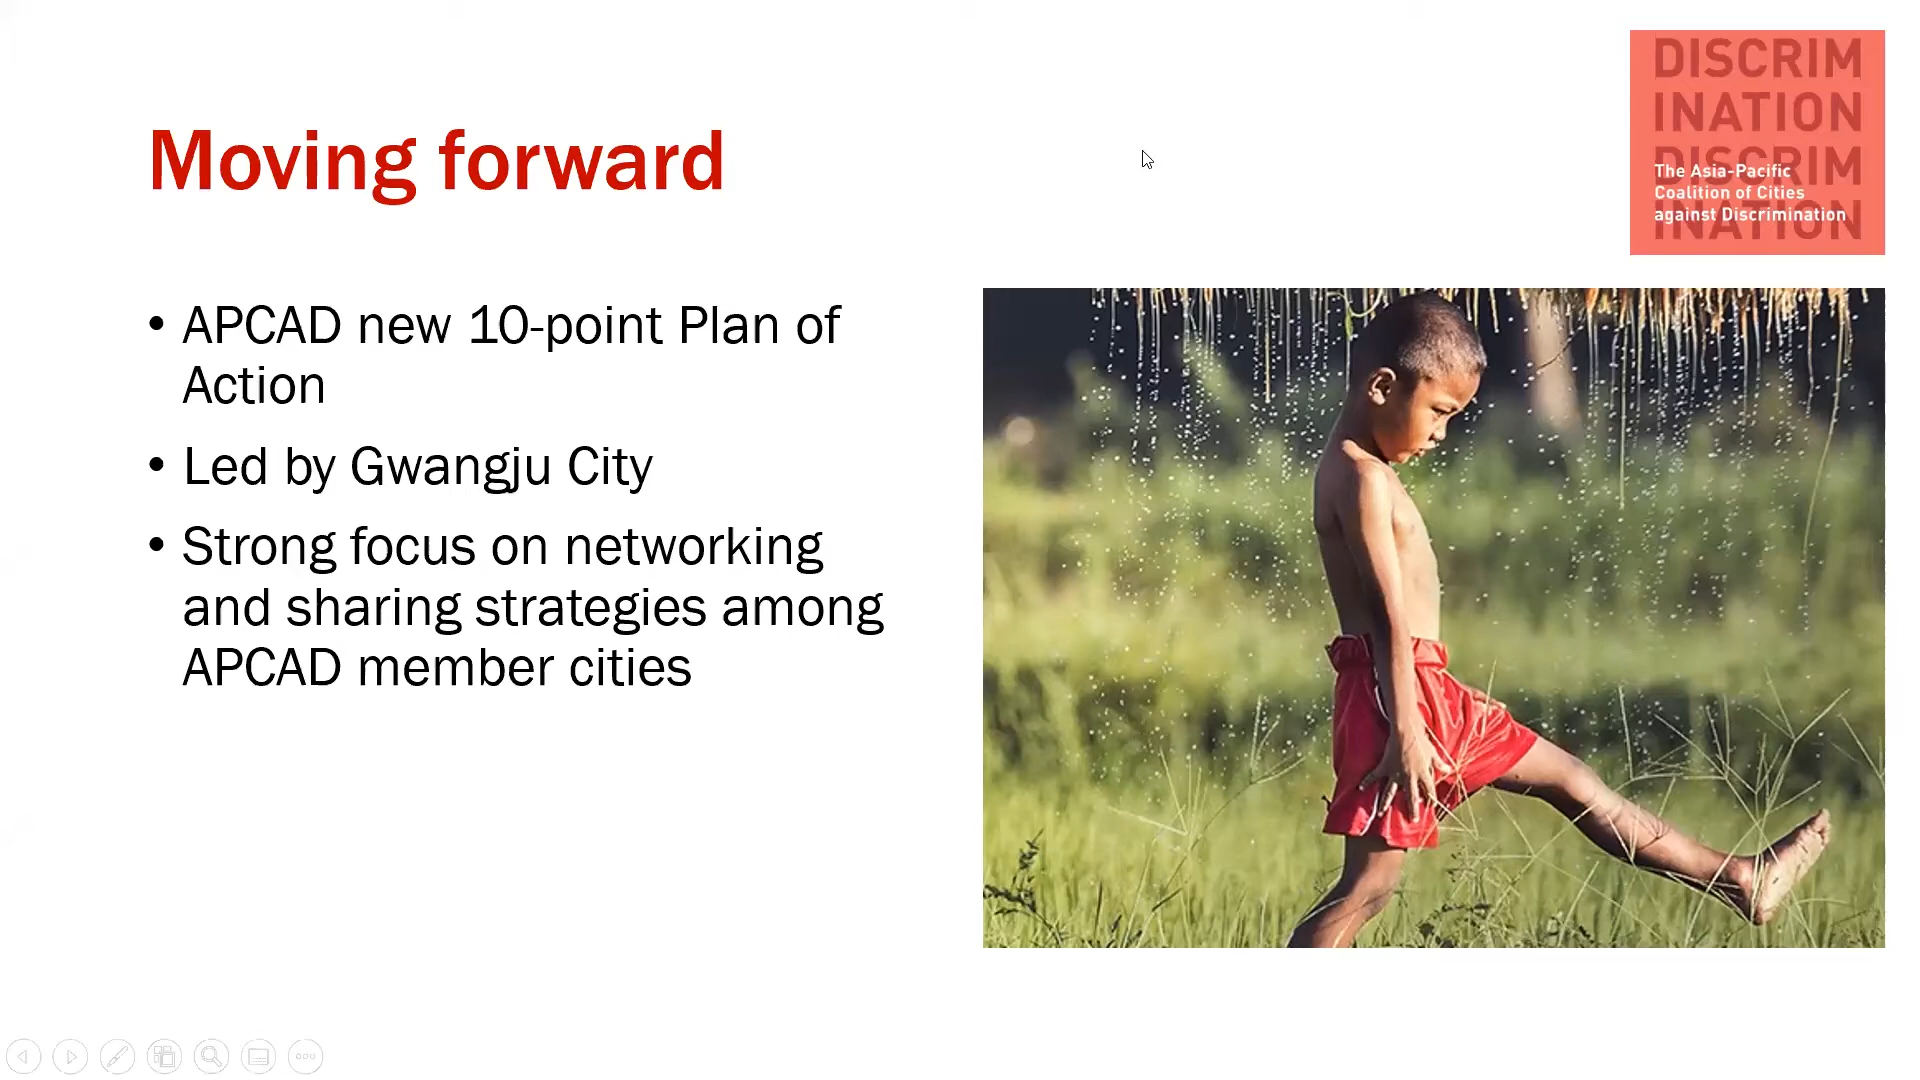 Moving forward
• APCAD new 10-point Plan of
Action
• Led by Gwangju City
• Strong focus on networking
and sharing strategies among
APCAD member cities
DISCRIM
INATION
DISCRIM
INATION
The Asia-Pacific
Coalition of Cities
against Discrimination